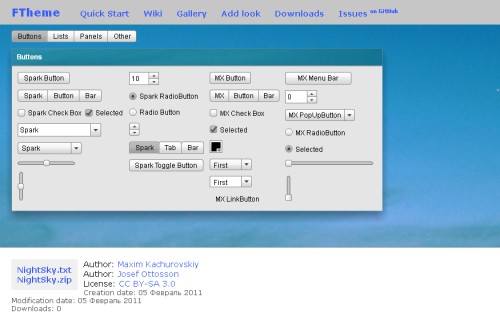 FTheme Quick Start Wiki Gallery Add look Downloads Issues on GitHub
Buttons Lists Panels Other
Buttons
Spark Button 10 MX Button MX Menu Bar
Spark Button Bar Spark RadioButton MX Button Bar 0
Spark Check Box Selected Radio Button MX Check Box MX PopUpButton
Spark Selected MX RadioButton
Spark Spark Tab Bar Selected
Spark Toggle Button First
First
MX LinkButton
NightSky.txt
NightSky.zip
Author: Maxim Kachurovskiy
Author: Josef Ottosson
License: CC BY-SA 3.0
Creation date: 05 Февраль 2011
Modification date: 05 Февраль 2011
Downloads: 0